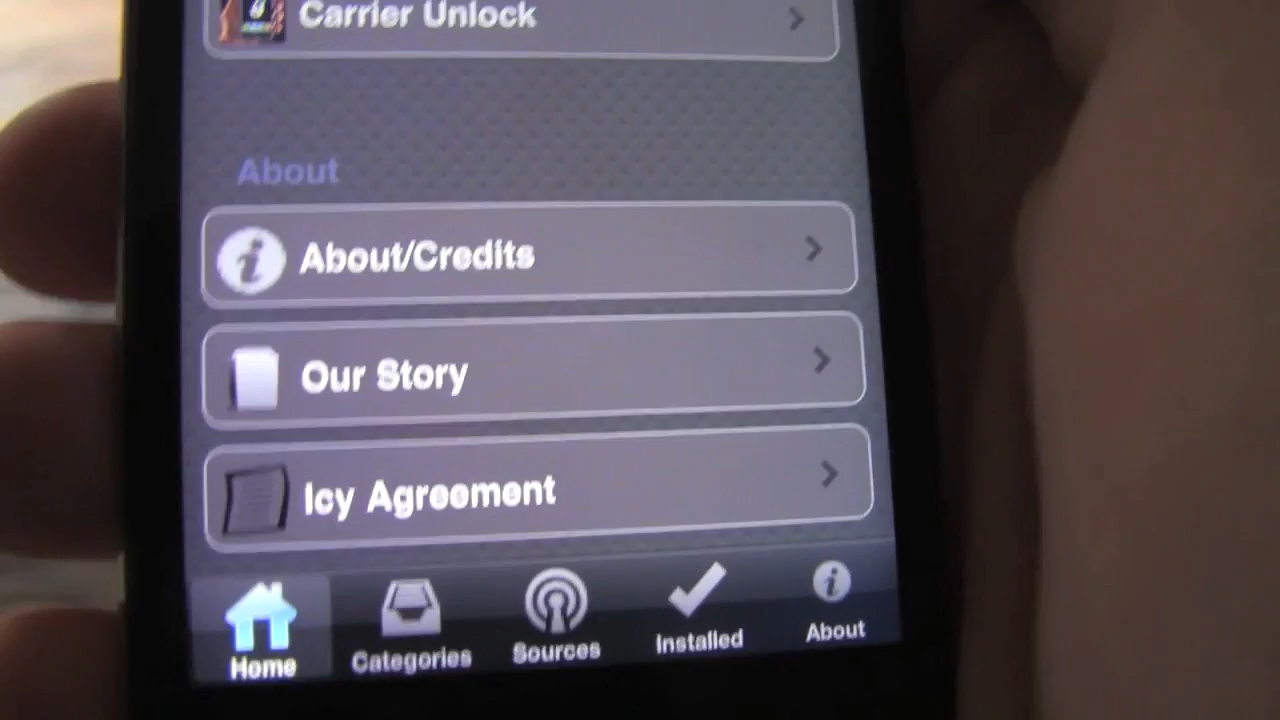 Carrier Unlock
About
About/Credits
Our Story
Icy Agreement
Home
Categories
Sources
Installed
About